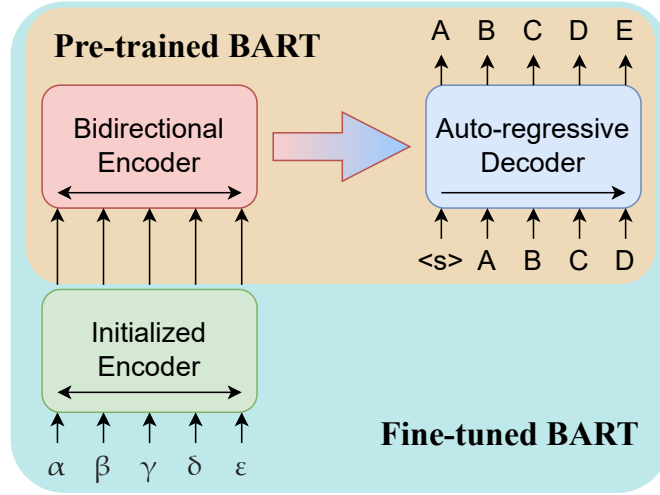 Pre-trained BART
A B C D E
Bidirectional
Encoder
Auto-regressive
Decoder
<s> A B C D
Initialized
Encoder
Fine-tuned BART
α β γ δ ε